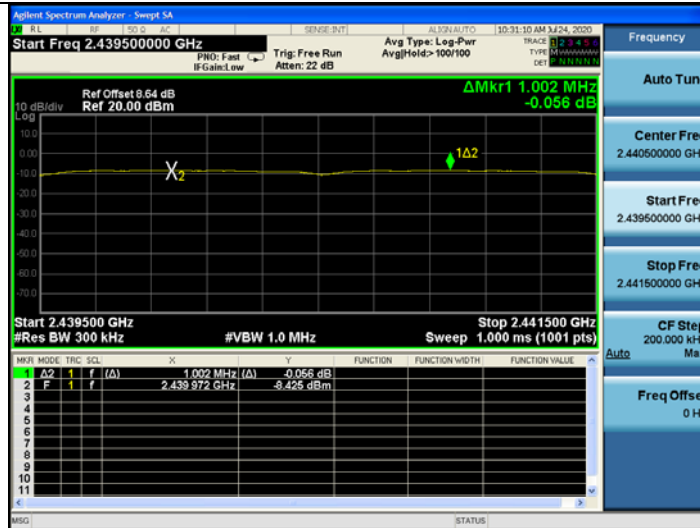 Agilent Spectrum Analyzer - Swept SA
RL RF 50 Ω AC SENSE:INT ALIGNAUTO 10:31:10 AM Jul 24, 2020
Start Freq 2.439500000 GHz
PNO: Fast
IFGain:Low
Trig: Free Run
Atten: 22 dB
Avg Type: Log-Pwr
Avg|Hold:>100/100
TRACE 1 2 3 4 5 6
TYPE M
DET P N N N N N
Frequency
Ref Offset 8.64 dB
Ref 20.00 dBm
10 dB/div
Log
ΔMkr1 1.002 MHz
-0.056 dB
10.0
0.00
-10.0
-20.0
-30.0
-40.0
-50.0
-60.0
-70.0
X2
1Δ2
Start 2.439500 GHz
Stop 2.441500 GHz
#Res BW 300 kHz
#VBW 1.0 MHz
Sweep 1.000 ms (1001 pts)
MKR MODE TRC SCL X Y FUNCTION FUNCTION WIDTH FUNCTION VALUE
1 Δ2 1 f (Δ) 1.002 MHz (Δ) -0.056 dB
2 F 1 f 2.439 972 GHz -8.425 dBm
3
4
5
6
7
8
9
10
11
MSG
STATUS
Auto Tun
Center Fre
2.440500000 GH
Start Fre
2.439500000 GH
Stop Fre
2.441500000 GH
CF Ste
200.000 kH
Auto Ma
Freq Offse
0 H